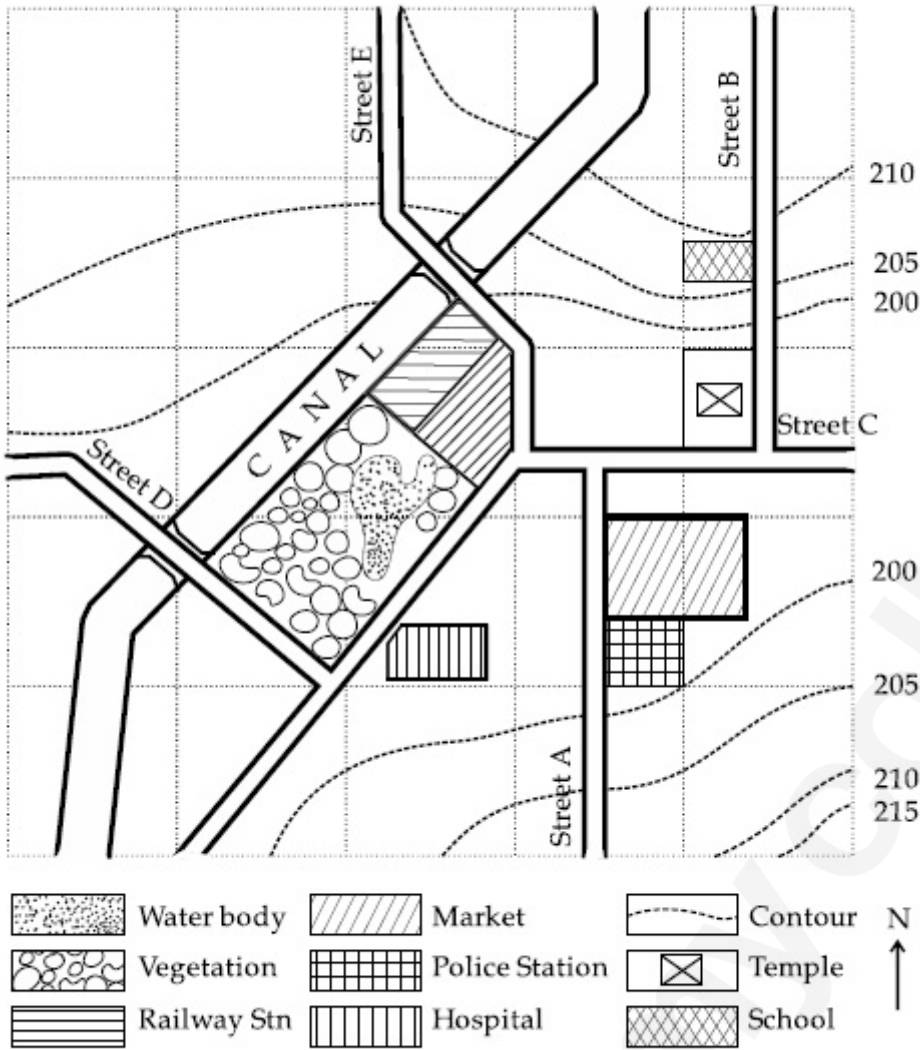 Street E
Street B
210
205
200
CANAL
Street C
Street D
200
205
210
215
Street A
Water body
Market
Contour
N
Vegetation
Police Station
Temple
Railway Stn
Hospital
School